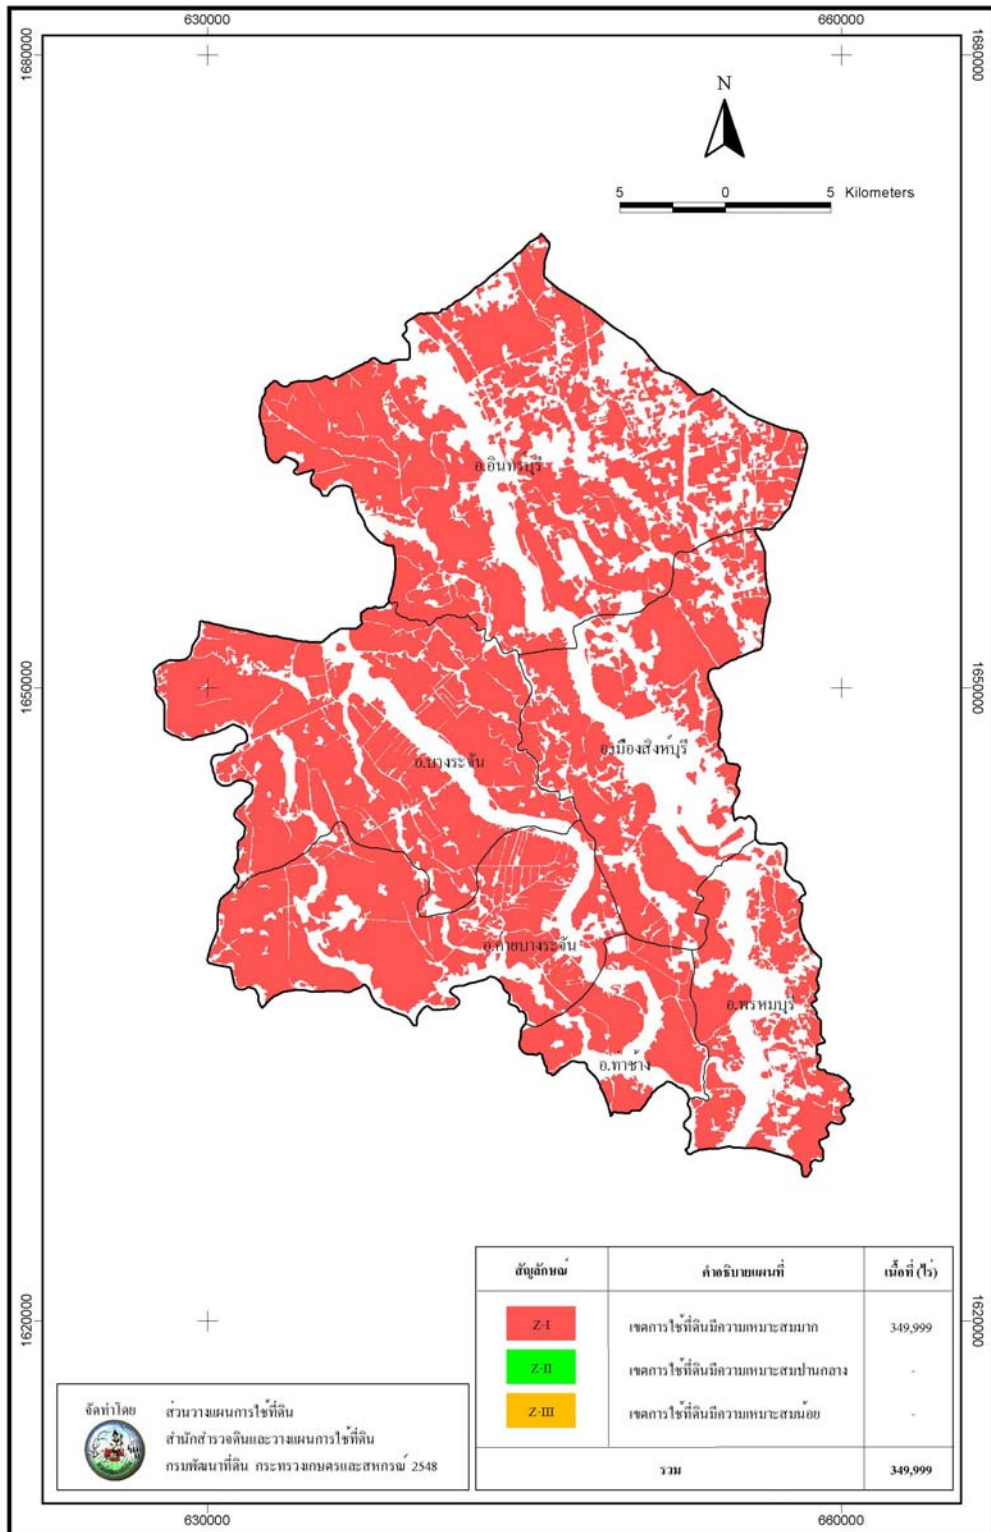 630000 660000
1680000 1680000
N
5 0 5 Kilometers
อ.อินทร์บุรี
1650000 1650000
อ.เมืองสิงห์บุรี
อ.บางระจัน
อ.ค่ายบางระจัน
อ.พรหมบุรี
อ.ท่าช้าง
สัญลักษณ์ คำอธิบายแผนที่ เนื้อที่ (ไร่)
Z-I เขตการใช้ที่ดินมีความเหมาะสมมาก 349,999
Z-II เขตการใช้ที่ดินมีความเหมาะสมปานกลาง -
Z-III เขตการใช้ที่ดินมีความเหมาะสมน้อย -
รวม 349,999
1620000 1620000
จัดทำโดย ส่วนวางแผนการใช้ที่ดิน
สำนักสำรวจดินและวางแผนการใช้ที่ดิน
กรมพัฒนาที่ดิน กระทรวงเกษตรและสหกรณ์ 2548
630000 660000